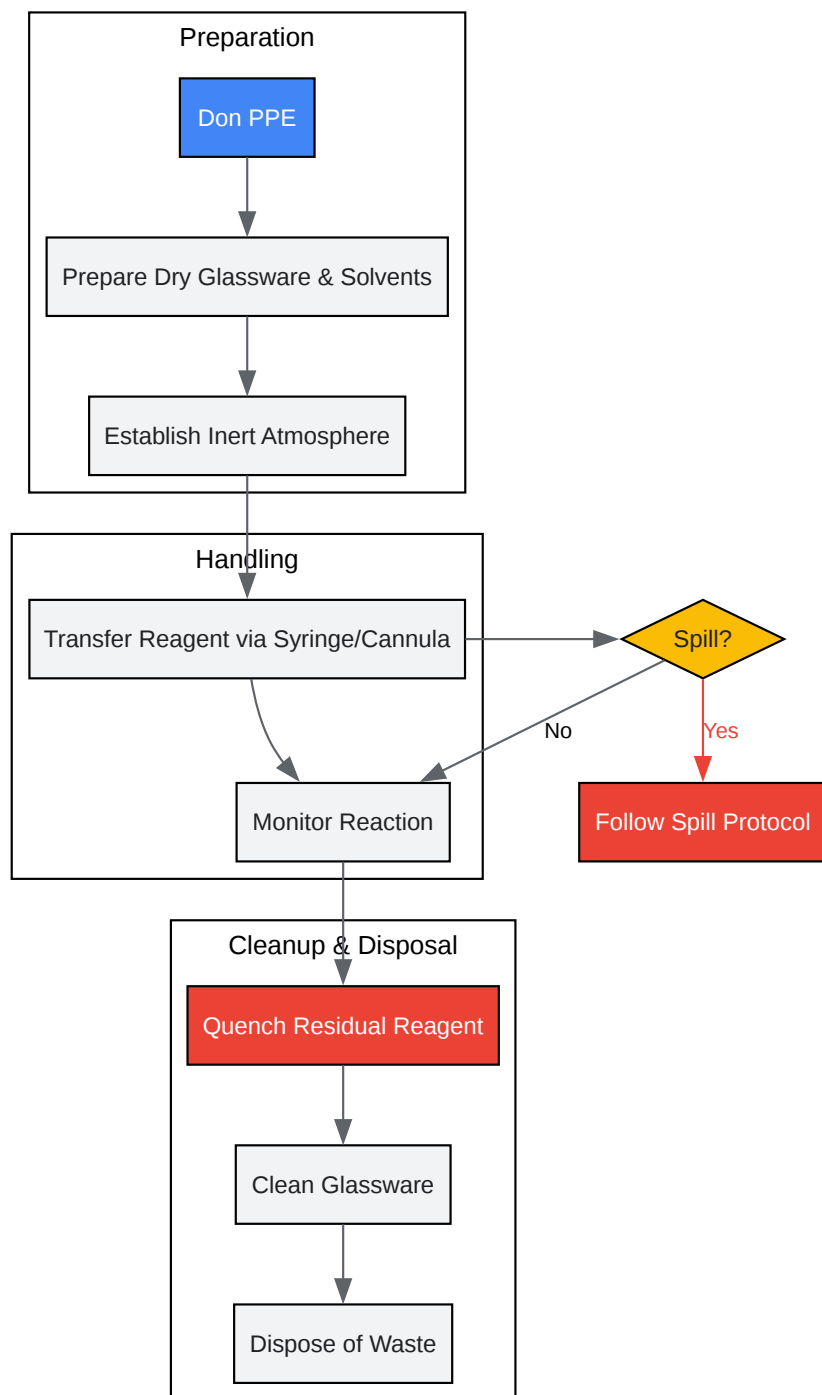 Preparation
Don PPE
Prepare Dry Glassware & Solvents
Establish Inert Atmosphere
Handling
Transfer Reagent via Syringe/Cannula
Spill?
No
Yes
Monitor Reaction
Follow Spill Protocol
Cleanup & Disposal
Quench Residual Reagent
Clean Glassware
Dispose of Waste